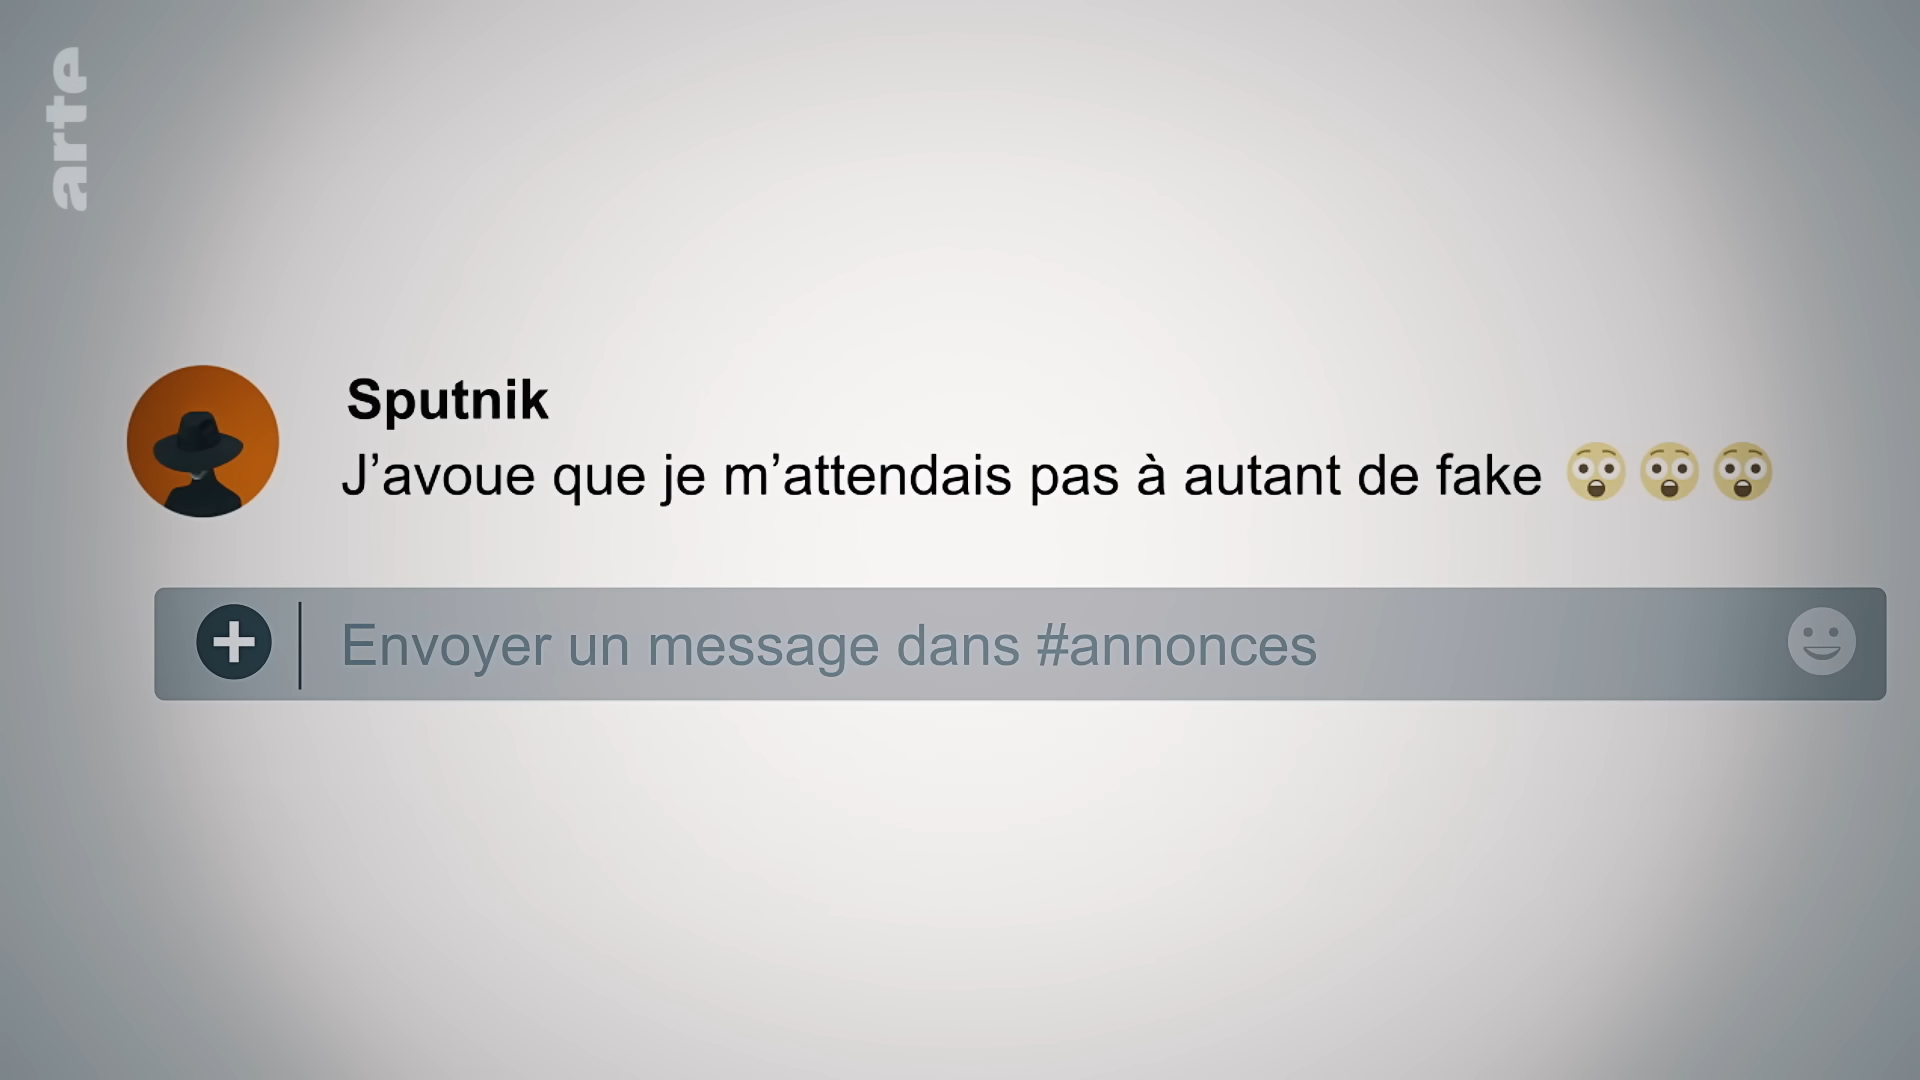 arte
Sputnik
J’avoue que je m’attendais pas à autant de fake 😲😲😲
Envoyer un message dans #annonces